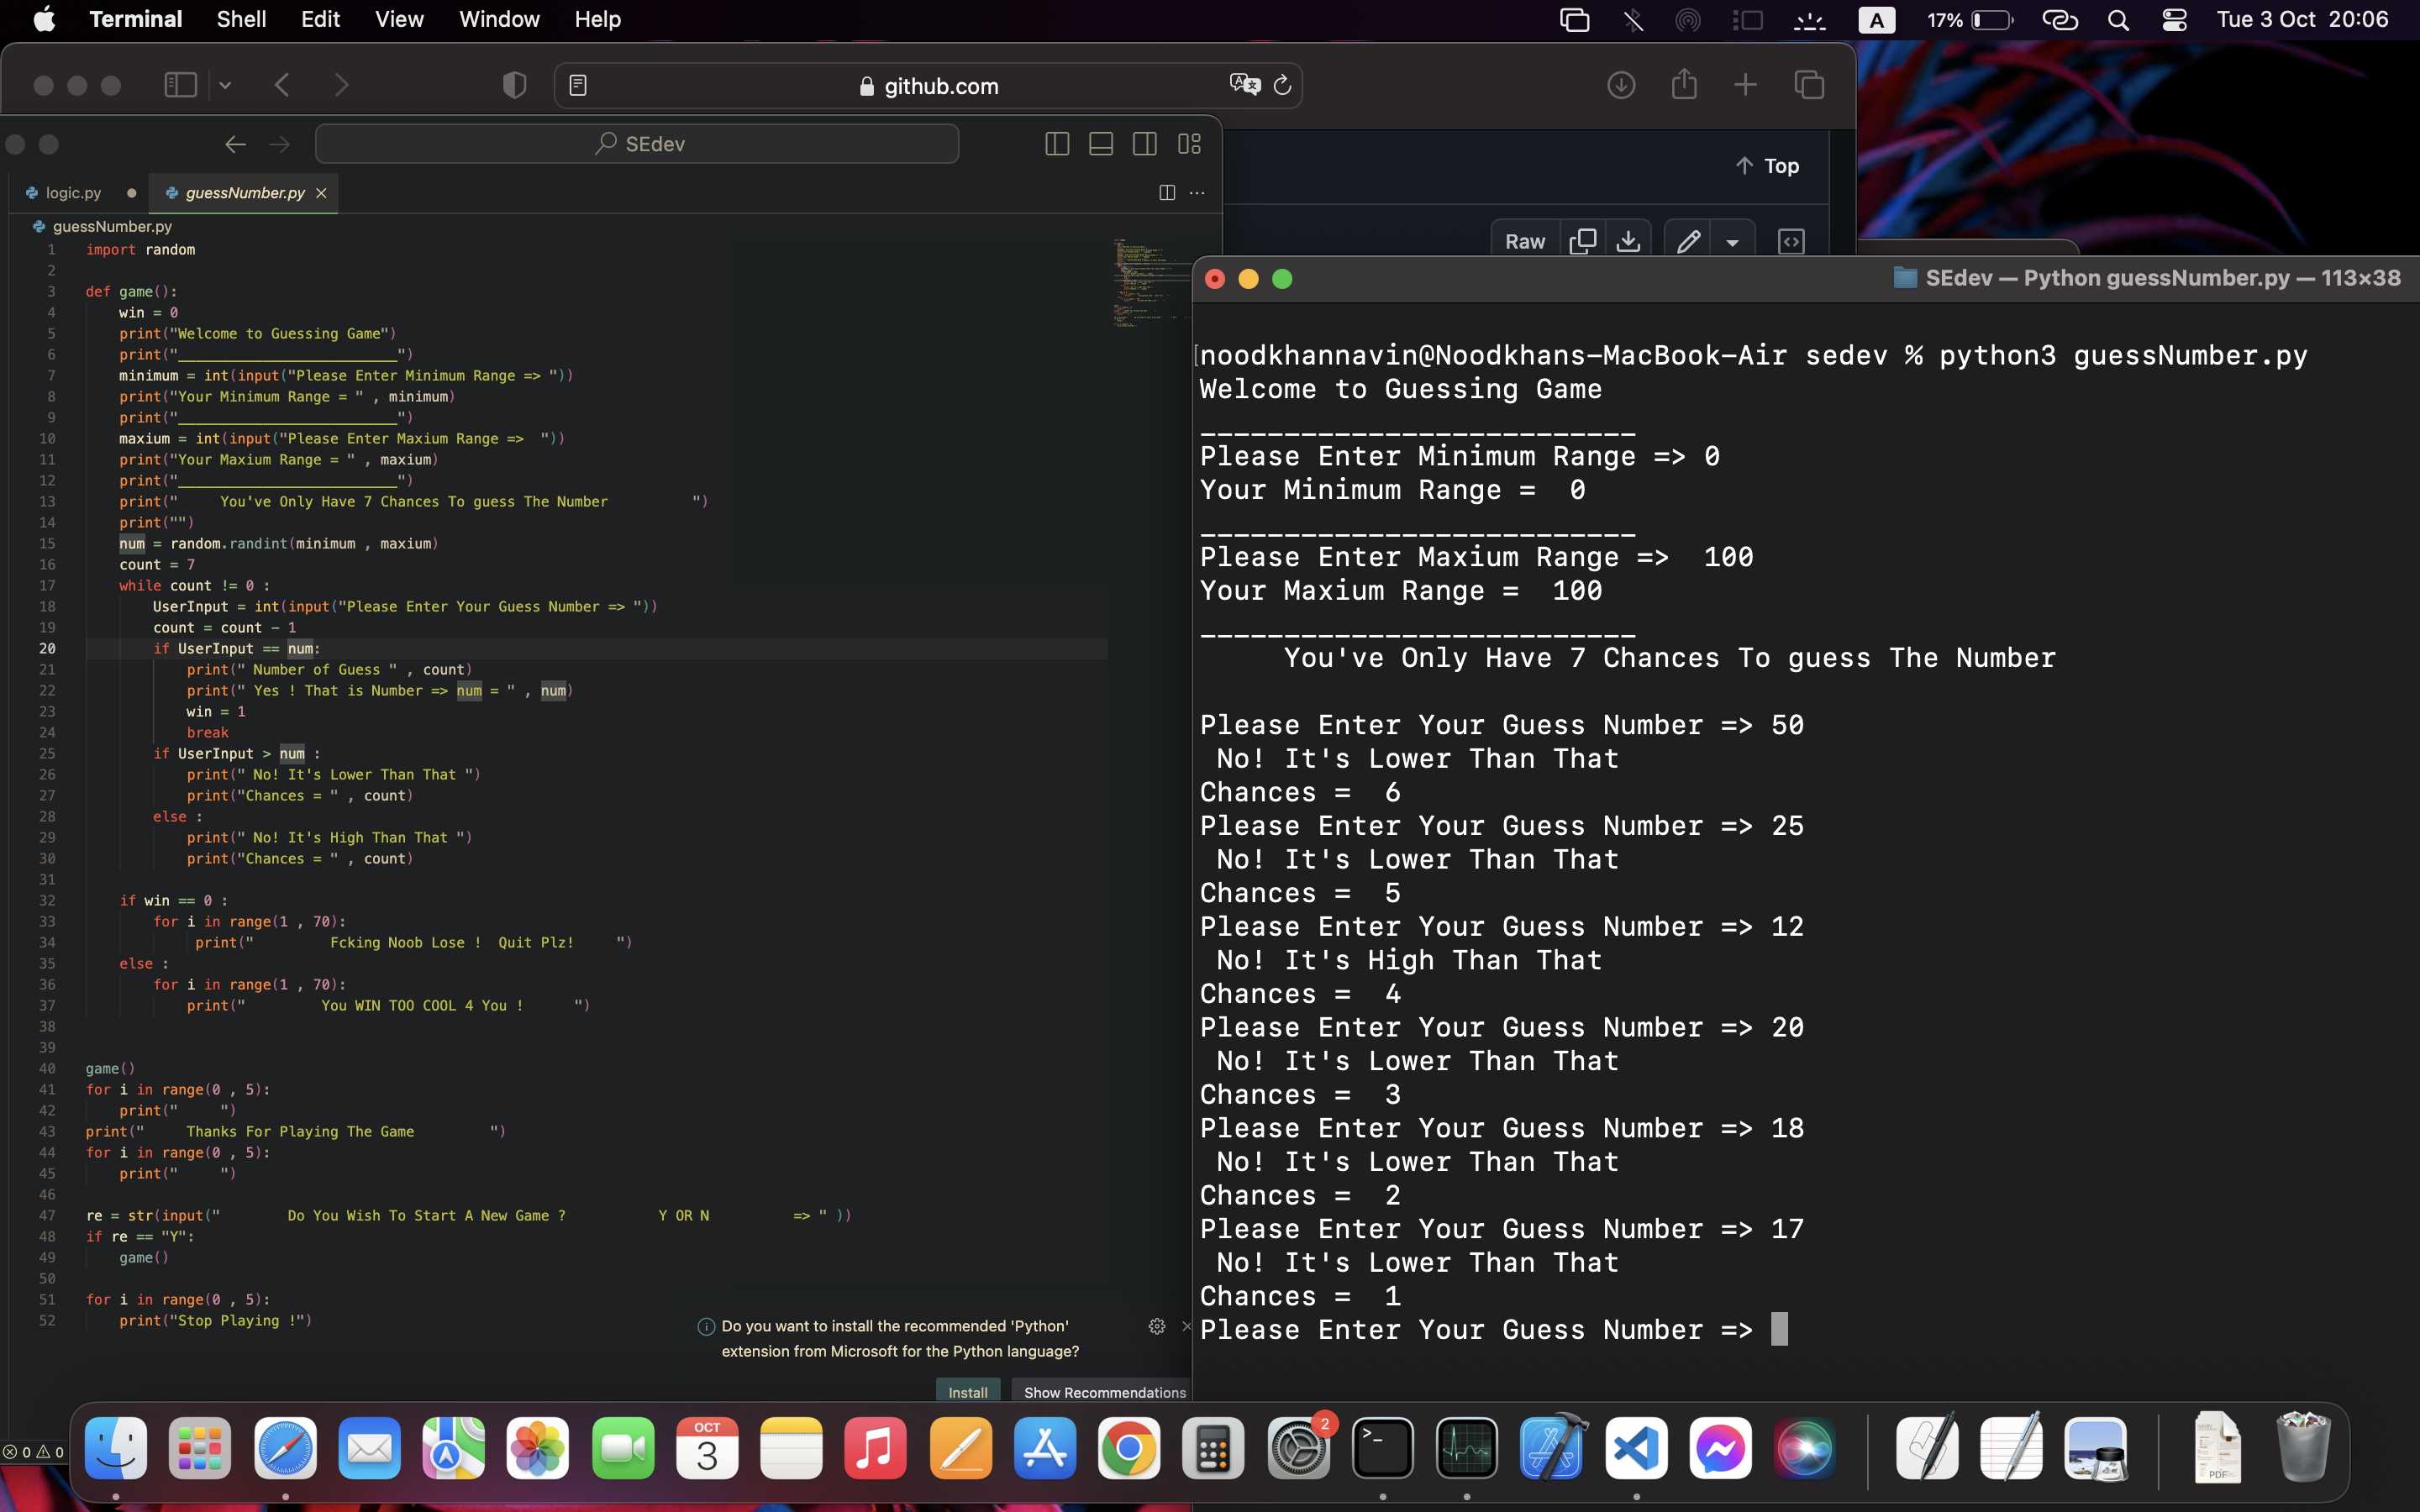 Terminal Shell Edit View Window Help
A 17% Tue 3 Oct 20:06
github.com
SEdev
Top
logic.py guessNumber.py
guessNumber.py
Raw
1 import random
2
3 def game():
4 win = 0
5 print("Welcome to Guessing Game")
6 print("__________________________")
7 minimum = int(input("Please Enter Minimum Range => "))
8 print("Your Minimum Range = " , minimum)
9 print("__________________________")
10 maxium = int(input("Please Enter Maxium Range =>  "))
11 print("Your Maxium Range = " , maxium)
12 print("__________________________")
13 print("     You've Only Have 7 Chances To guess The Number          ")
14 print("")
15 num = random.randint(minimum , maxium)
16 count = 7
17 while count != 0 :
18 UserInput = int(input("Please Enter Your Guess Number => "))
19 count = count - 1
20 if UserInput == num:
21 print(" Number of Guess " , count)
22 print(" Yes ! That is Number => num = " , num)
23 win = 1
24 break
25 if UserInput > num :
26 print(" No! It's Lower Than That ")
27 print("Chances = " , count)
28 else :
29 print(" No! It's High Than That ")
30 print("Chances = " , count)
31
32 if win == 0 :
33 for i in range(1 , 70):
34 print("         Fcking Noob Lose !  Quit Plz!     ")
35 else :
36 for i in range(1 , 70):
37 print("         You WIN TOO COOL 4 You !      ")
38
39
40 game()
41 for i in range(0 , 5):
42 print("     ")
43 print("     Thanks For Playing The Game         ")
44 for i in range(0 , 5):
45 print("     ")
46
47 re = str(input("        Do You Wish To Start A New Game ?           Y OR N          => " ))
48 if re == "Y":
49 game()
50
51 for i in range(0 , 5):
52 print("Stop Playing !")
Do you want to install the recommended 'Python'
extension from Microsoft for the Python language?
Install Show Recommendations
0 0
SEdev — Python guessNumber.py — 113×38
noodkhannavin@Noodkhans-MacBook-Air sedev % python3 guessNumber.py
Welcome to Guessing Game
__________________________
Please Enter Minimum Range => 0
Your Minimum Range =  0
__________________________
Please Enter Maxium Range =>  100
Your Maxium Range =  100
__________________________
You've Only Have 7 Chances To guess The Number
Please Enter Your Guess Number => 50
No! It's Lower Than That
Chances =  6
Please Enter Your Guess Number => 25
No! It's Lower Than That
Chances =  5
Please Enter Your Guess Number => 12
No! It's High Than That
Chances =  4
Please Enter Your Guess Number => 20
No! It's Lower Than That
Chances =  3
Please Enter Your Guess Number => 18
No! It's Lower Than That
Chances =  2
Please Enter Your Guess Number => 17
No! It's Lower Than That
Chances =  1
Please Enter Your Guess Number =>
OCT
3
2
PDF